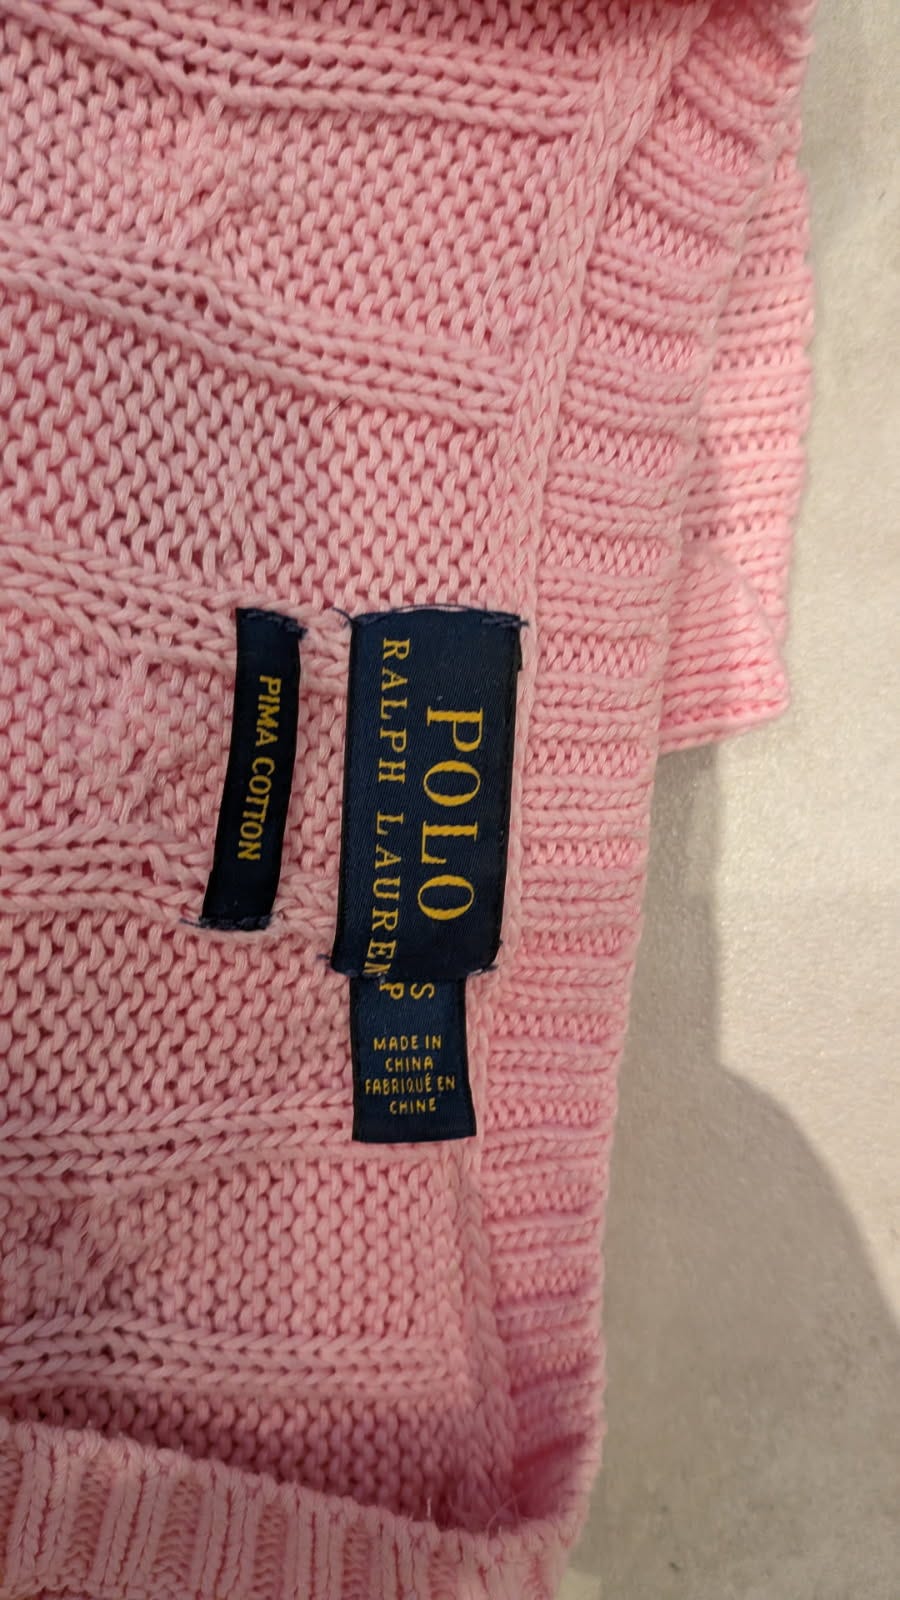 POLO
RALPH LAUREN
S
P
MADE IN
CHINA
FABRIQUÉ EN
CHINE
PIMA COTTON